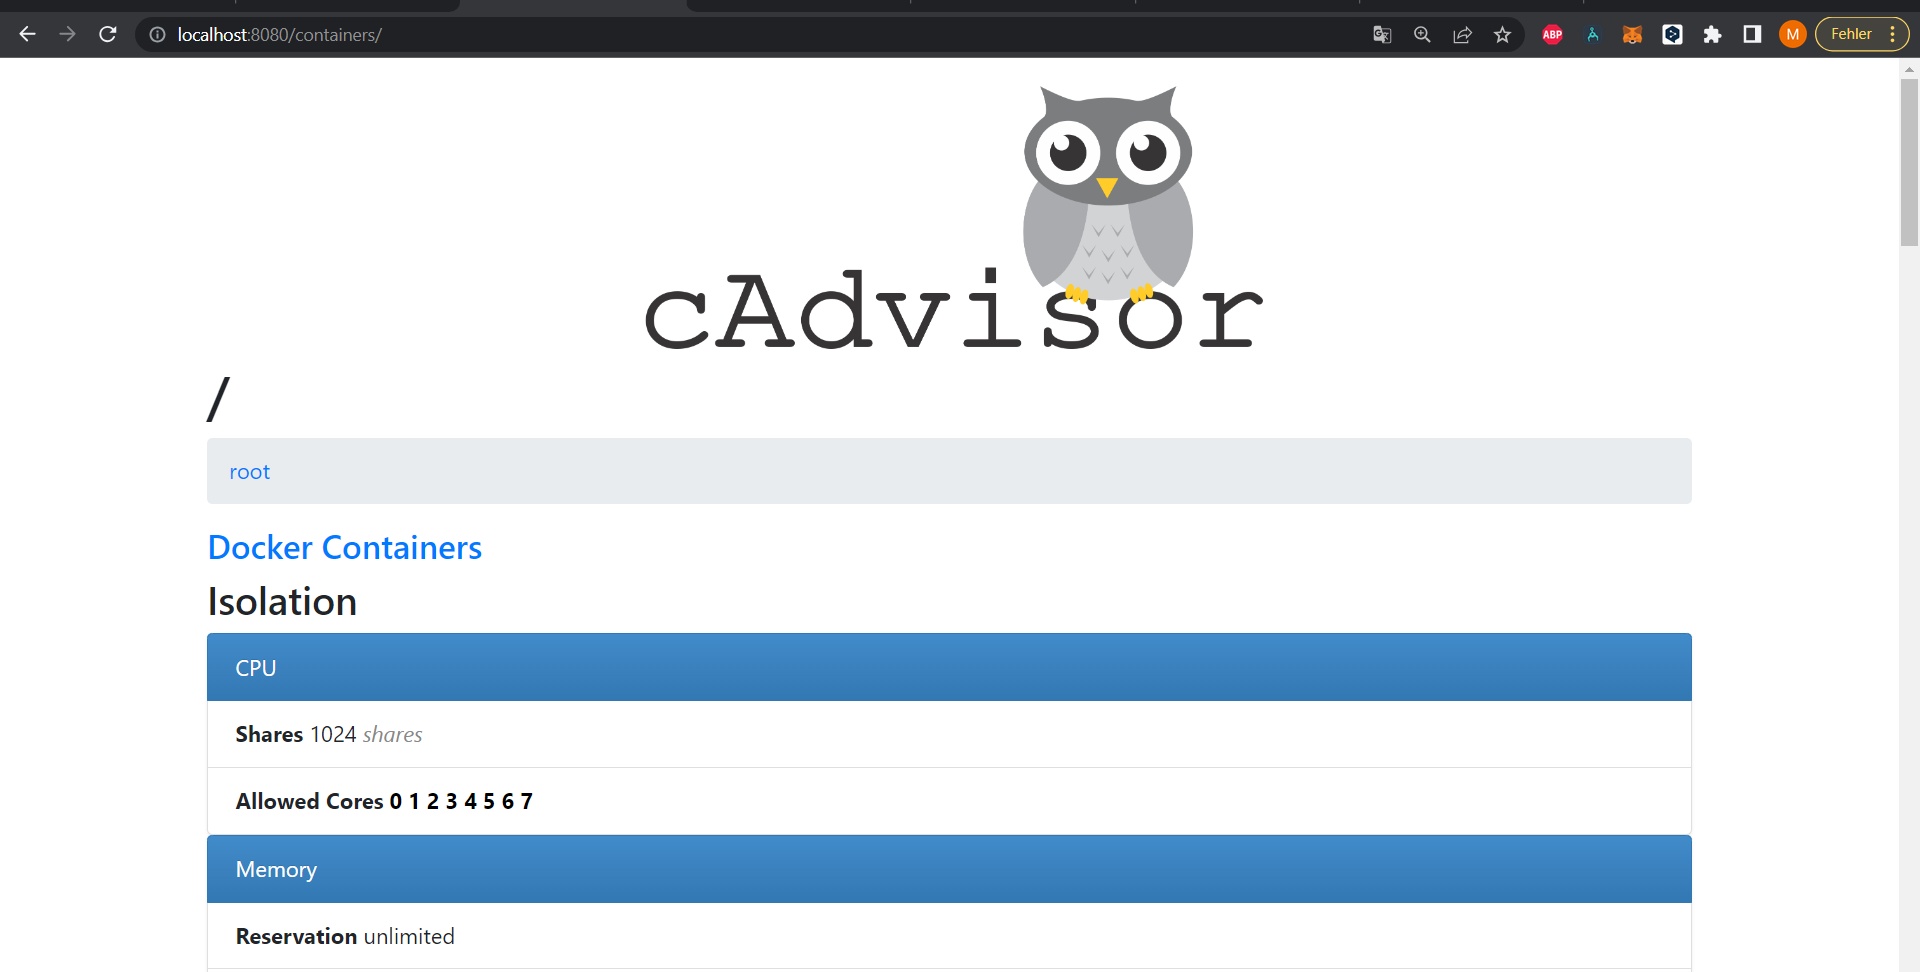 localhost:8080/containers/
ABP
M
Fehler
cAdvisor
/
root
Docker Containers
Isolation
CPU
Shares 1024 shares
Allowed Cores 0 1 2 3 4 5 6 7
Memory
Reservation unlimited